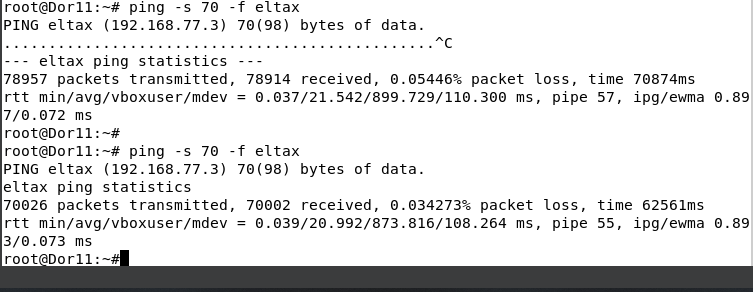 root@Dor11:~# ping -s 70 -f eltax
PING eltax (192.168.77.3) 70(98) bytes of data.
................................................^C
--- eltax ping statistics ---
78957 packets transmitted, 78914 received, 0.05446% packet loss, time 70874ms
rtt min/avg/vboxuser/mdev = 0.037/21.542/899.729/110.300 ms, pipe 57, ipg/ewma 0.89
7/0.072 ms
root@Dor11:~#
root@Dor11:~# ping -s 70 -f eltax
PING eltax (192.168.77.3) 70(98) bytes of data.
eltax ping statistics
70026 packets transmitted, 70002 received, 0.034273% packet loss, time 62561ms
rtt min/avg/vboxuser/mdev = 0.039/20.992/873.816/108.264 ms, pipe 55, ipg/ewma 0.89
3/0.073 ms
root@Dor11:~#